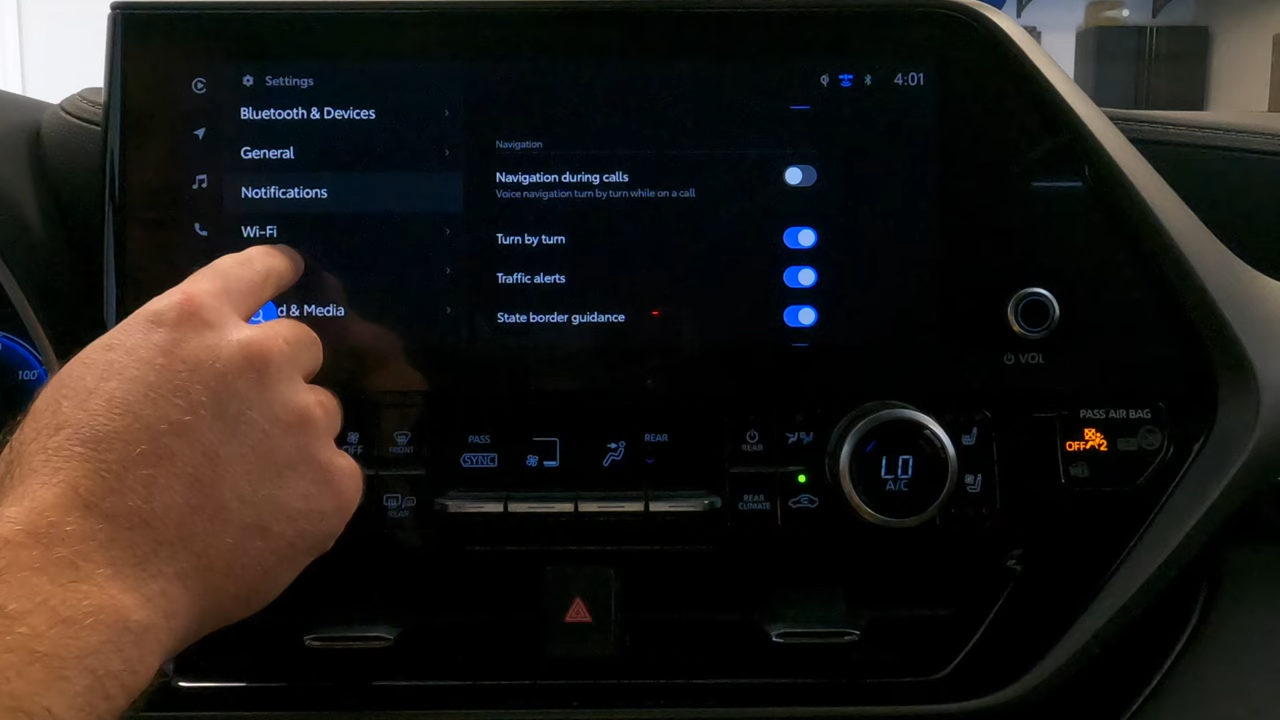 Settings
4:01
Bluetooth & Devices
General
Notifications
Wi-Fi
d & Media
Navigation
Navigation during calls
Voice navigation turn by turn while on a call
Turn by turn
Traffic alerts
State border guidance
VOL
100
OFF
FRONT
PASS
SYNC
REAR
REAR
REAR
REAR
CLIMATE
LO
A/C
PASS AIR BAG
OFF
2